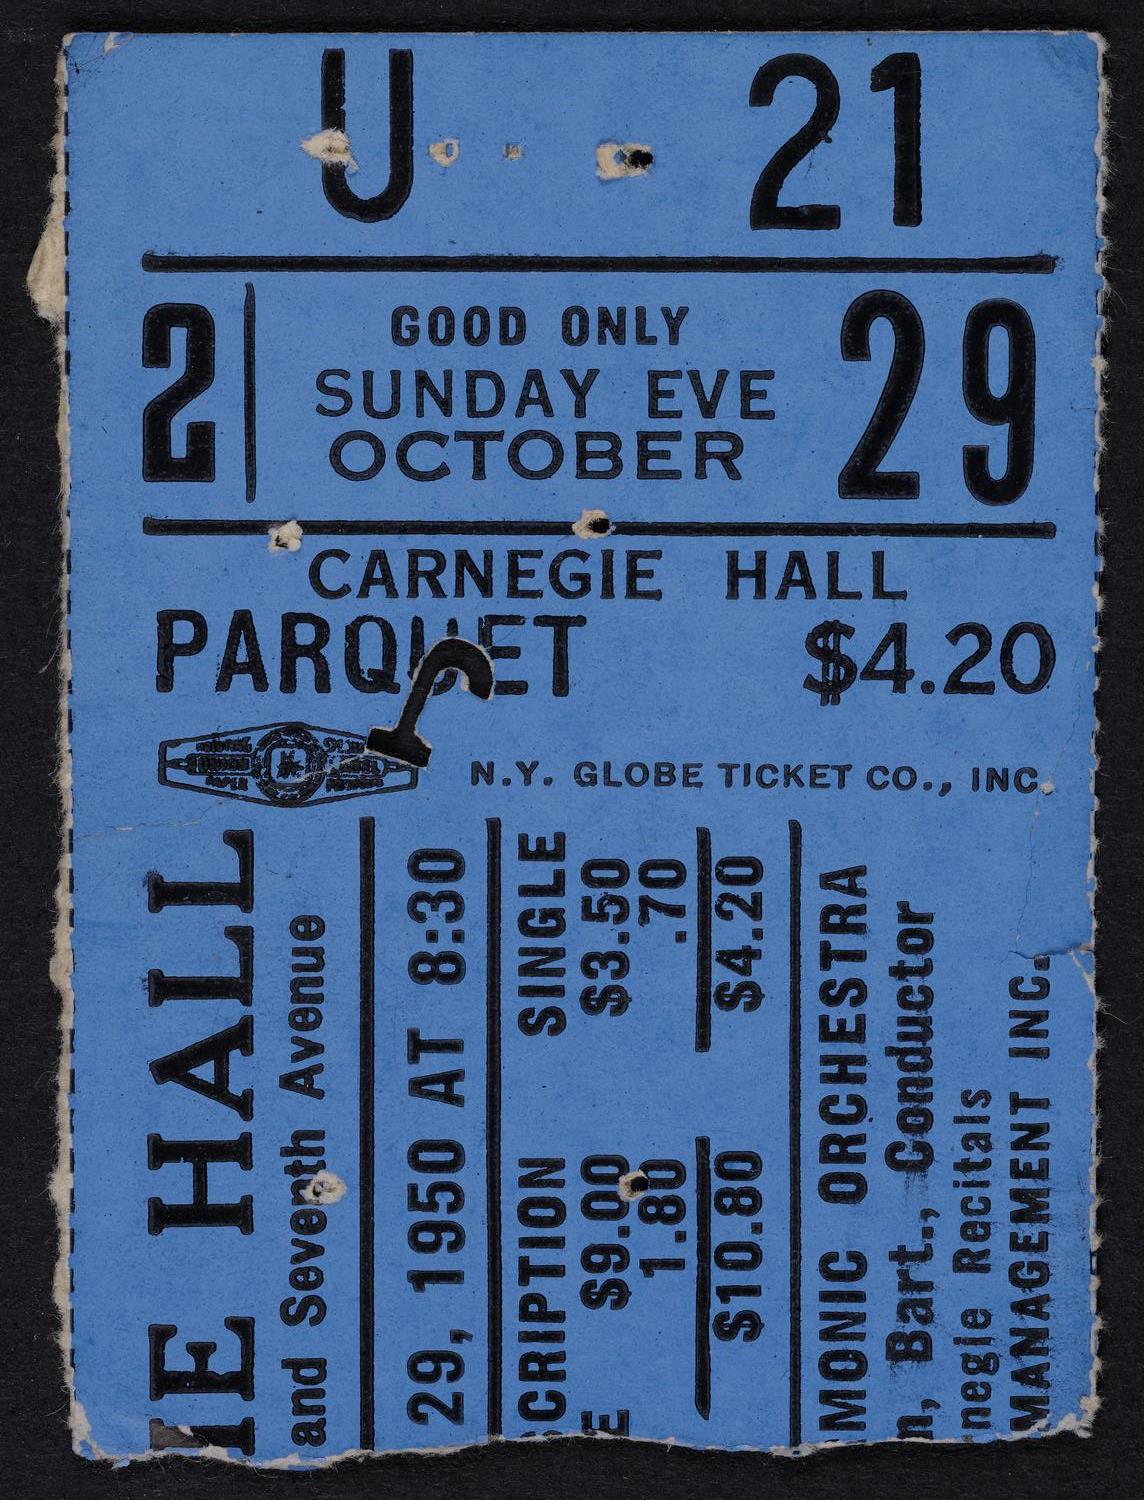 U 21
2 GOOD ONLY 29
SUNDAY EVE
OCTOBER
CARNEGIE HALL
PARQUET $4.20
N.Y. GLOBE TICKET CO., INC.
IE HALL
and Seventh Avenue
29, 1950 AT 8:30
SCRIPTION SINGLE
E $9.00 $3.50
1.80 .70
$10.80 $4.20
MONIC ORCHESTRA
n, Bart., Conductor
negie Recitals
MANAGEMENT INC.